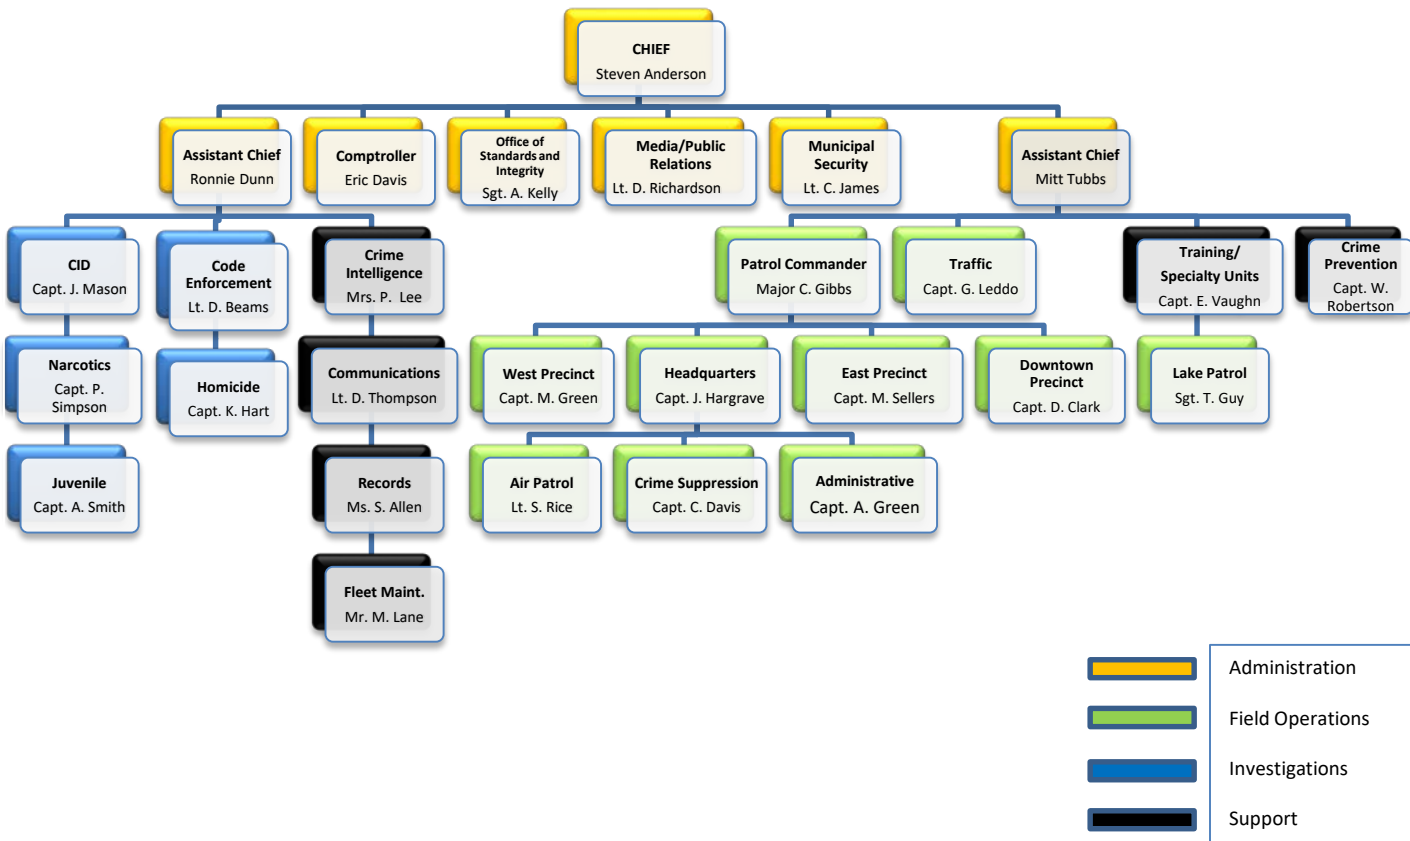 CHIEF
Steven Anderson
Assistant Chief
Ronnie Dunn
Comptroller
Eric Davis
Office of
Standards and
Integrity
Sgt. A. Kelly
Media/Public
Relations
Lt. D. Richardson
Municipal
Security
Lt. C. James
Assistant Chief
Mitt Tubbs
CID
Capt. J. Mason
Code
Enforcement
Lt. D. Beams
Crime
Intelligence
Mrs. P. Lee
Patrol Commander
Major C. Gibbs
Traffic
Capt. G. Leddo
Training/
Specialty Units
Capt. E. Vaughn
Crime
Prevention
Capt. W.
Robertson
Narcotics
Capt. P.
Simpson
Homicide
Capt. K. Hart
Communications
Lt. D. Thompson
West Precinct
Capt. M. Green
Headquarters
Capt. J. Hargrave
East Precinct
Capt. M. Sellers
Downtown
Precinct
Capt. D. Clark
Lake Patrol
Sgt. T. Guy
Juvenile
Capt. A. Smith
Records
Ms. S. Allen
Air Patrol
Lt. S. Rice
Crime Suppression
Capt. C. Davis
Administrative
Capt. A. Green
Fleet Maint.
Mr. M. Lane
Administration
Field Operations
Investigations
Support